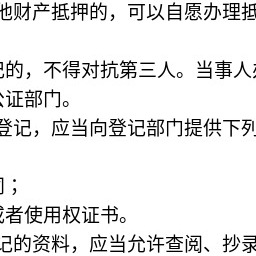 他财产抵押的，可以自愿办理抵
记的，不得对抗第三人。当事人
公证部门。
登记，应当向登记部门提供下列
；
或者使用权证书。
记的资料，应当允许查阅、抄录